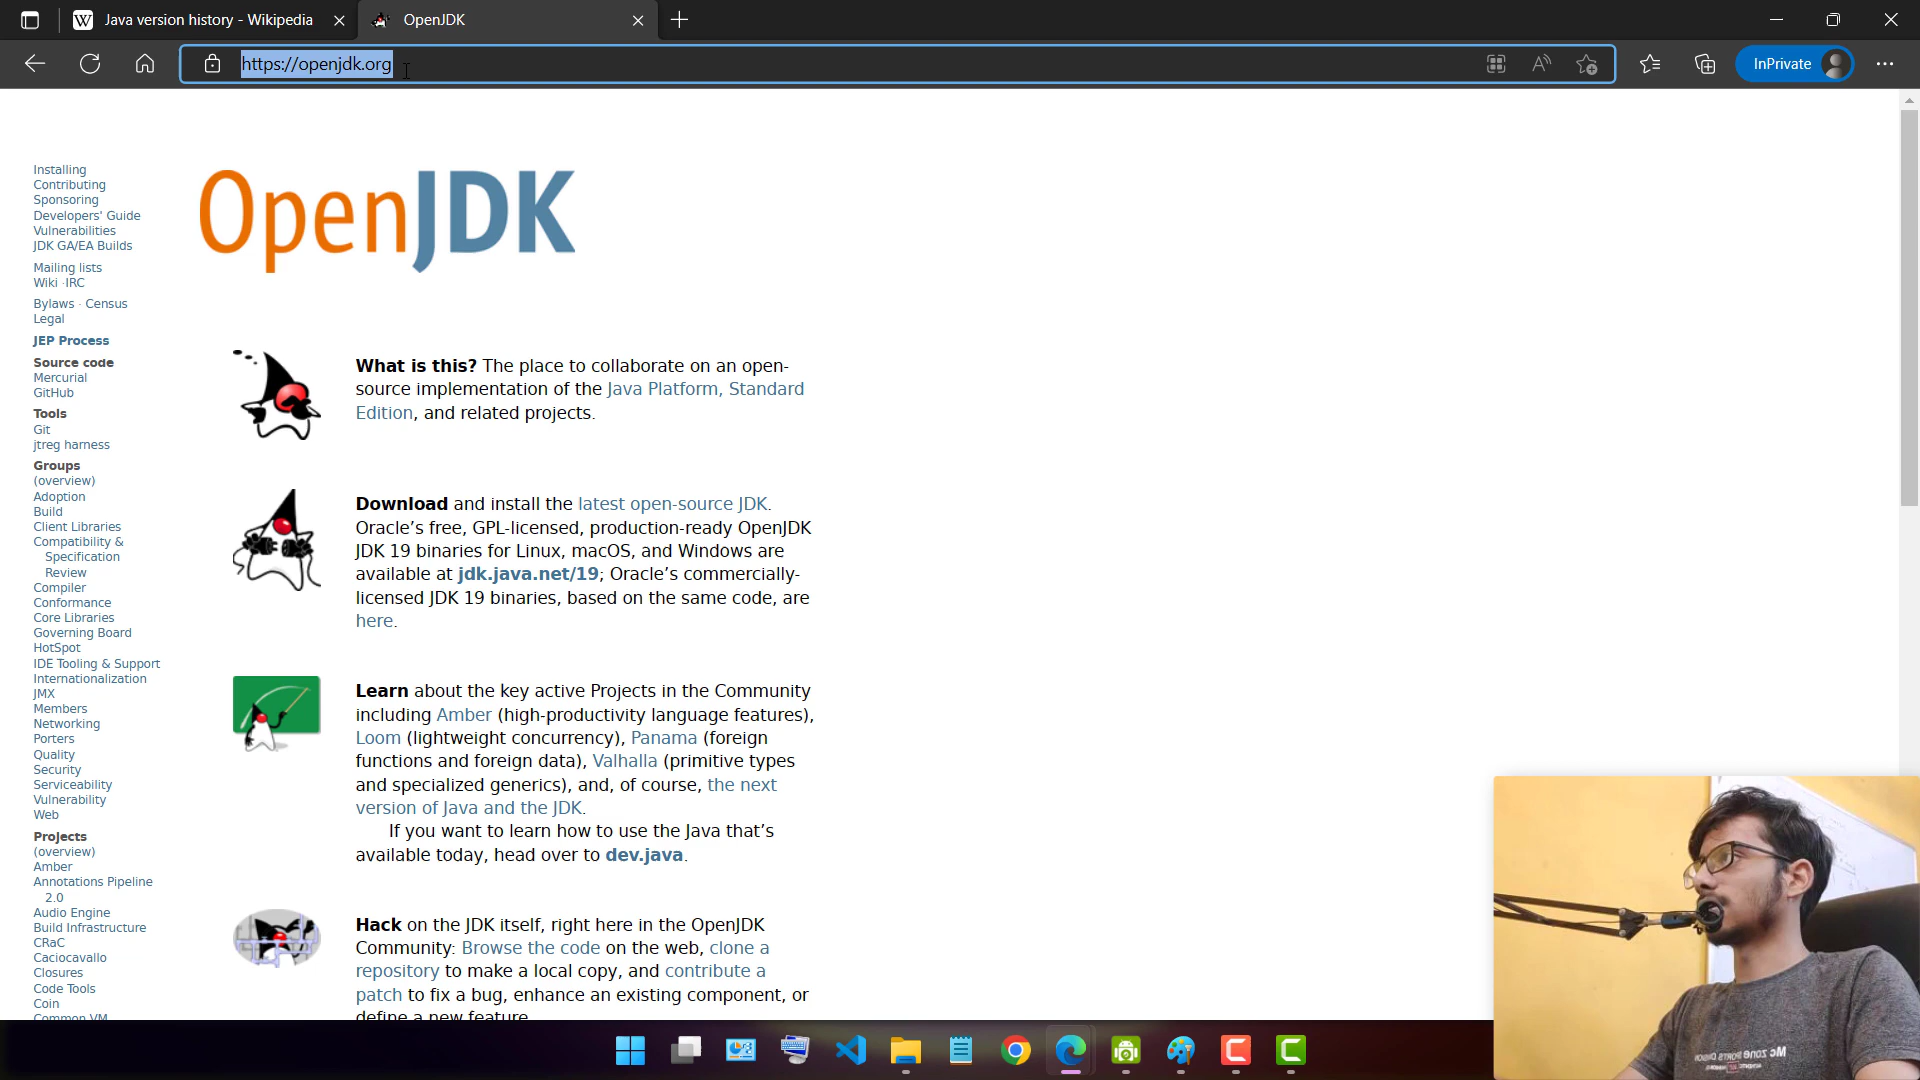 Java version history - Wikipedia
OpenJDK
https://openjdk.org
InPrivate
Installing
Contributing
Sponsoring
Developers' Guide
Vulnerabilities
JDK GA/EA Builds
Mailing lists
Wiki · IRC
Bylaws · Census
Legal
JEP Process
Source code
Mercurial
GitHub
Tools
Git
jtreg harness
Groups
(overview)
Adoption
Build
Client Libraries
Compatibility &
Specification
Review
Compiler
Conformance
Core Libraries
Governing Board
HotSpot
IDE Tooling & Support
Internationalization
JMX
Members
Networking
Porters
Quality
Security
Serviceability
Vulnerability
Web
Projects
(overview)
Amber
Annotations Pipeline
2.0
Audio Engine
Build Infrastructure
CRaC
Caciocavallo
Closures
Code Tools
Coin
Common VM
OpenJDK
What is this? The place to collaborate on an open-
source implementation of the Java Platform, Standard
Edition, and related projects.
Download and install the latest open-source JDK.
Oracle’s free, GPL-licensed, production-ready OpenJDK
JDK 19 binaries for Linux, macOS, and Windows are
available at jdk.java.net/19; Oracle’s commercially-
licensed JDK 19 binaries, based on the same code, are
here.
Learn about the key active Projects in the Community
including Amber (high-productivity language features),
Loom (lightweight concurrency), Panama (foreign
functions and foreign data), Valhalla (primitive types
and specialized generics), and, of course, the next
version of Java and the JDK.
If you want to learn how to use the Java that’s
available today, head over to dev.java.
Hack on the JDK itself, right here in the OpenJDK
Community: Browse the code on the web, clone a
repository to make a local copy, and contribute a
patch to fix a bug, enhance an existing component, or
define a new feature.